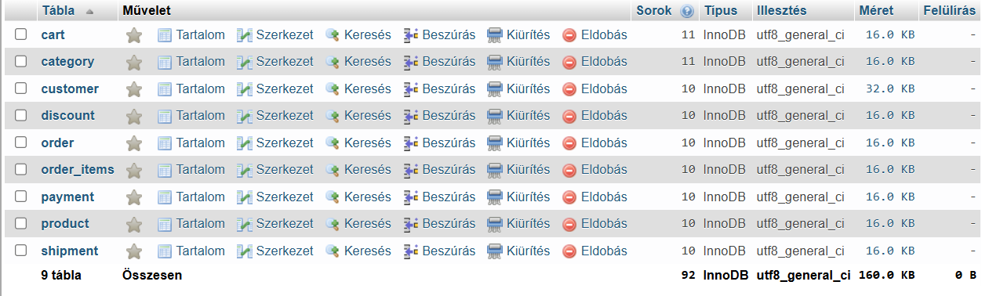 Tábla Művelet Sorok Típus Illesztés Méret Felülírás
cart Tartalom Szerkezet Keresés Beszúrás Kiürítés Eldobás 11 InnoDB utf8_general_ci 16.0 KB -
category Tartalom Szerkezet Keresés Beszúrás Kiürítés Eldobás 11 InnoDB utf8_general_ci 16.0 KB -
customer Tartalom Szerkezet Keresés Beszúrás Kiürítés Eldobás 10 InnoDB utf8_general_ci 32.0 KB -
discount Tartalom Szerkezet Keresés Beszúrás Kiürítés Eldobás 10 InnoDB utf8_general_ci 16.0 KB -
order Tartalom Szerkezet Keresés Beszúrás Kiürítés Eldobás 10 InnoDB utf8_general_ci 16.0 KB -
order_items Tartalom Szerkezet Keresés Beszúrás Kiürítés Eldobás 10 InnoDB utf8_general_ci 16.0 KB -
payment Tartalom Szerkezet Keresés Beszúrás Kiürítés Eldobás 10 InnoDB utf8_general_ci 16.0 KB -
product Tartalom Szerkezet Keresés Beszúrás Kiürítés Eldobás 10 InnoDB utf8_general_ci 16.0 KB -
shipment Tartalom Szerkezet Keresés Beszúrás Kiürítés Eldobás 10 InnoDB utf8_general_ci 16.0 KB -
9 tábla Összesen 92 InnoDB utf8_general_ci 160.0 KB 0 B